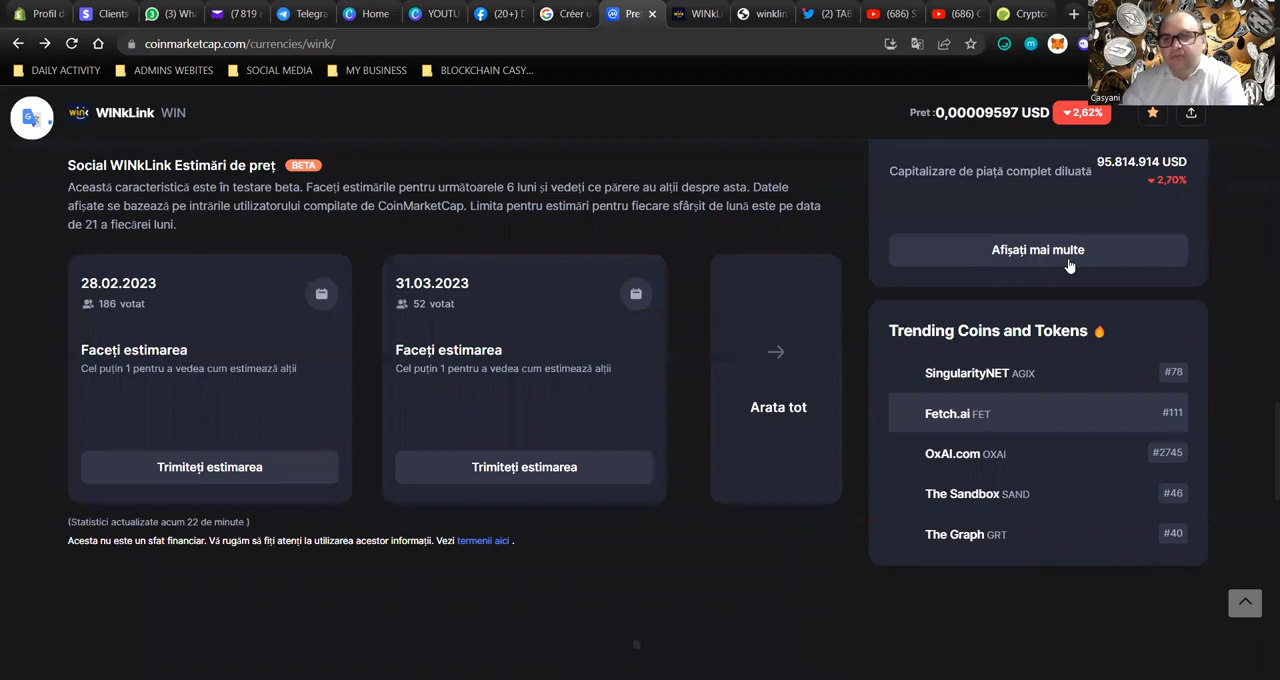 Profil d
Clients
(3) Wha
(7 819
Telegra
Home
YOUTU
(20+)
Créer u
Pre
WINkL
winklin
(2) TAB
(686) S
(686) C
Crypto
coinmarketcap.com/currencies/wink/
DAILY ACTIVITY
ADMINS WEBITES
SOCIAL MEDIA
MY BUSINESS
BLOCKCHAIN CASY...
Casyani
WINkLink WIN
Pret : 0,00009597 USD
2,62%
Social WINkLink Estimări de preț BETA
Această caracteristică este în testare beta. Faceți estimările pentru următoarele 6 luni și vedeți ce părere au alții despre asta. Datele
afișate se bazează pe intrările utilizatorului compilate de CoinMarketCap. Limita pentru estimări pentru fiecare sfârșit de lună este pe data
de 21 a fiecărei luni.
28.02.2023
186 votat
Faceți estimarea
Cel puțin 1 pentru a vedea cum estimează alții
Trimiteți estimarea
31.03.2023
52 votat
Faceți estimarea
Cel puțin 1 pentru a vedea cum estimează alții
Trimiteți estimarea
Arata tot
(Statistici actualizate acum 22 de minute )
Acesta nu este un sfat financiar. Vă rugăm să fiți atenți la utilizarea acestor informații. Vezi termenii aici .
Capitalizare de piață complet diluată
95.814.914 USD
2,70%
Afișați mai multe
Trending Coins and Tokens
SingularityNET AGIX #78
Fetch.ai FET #111
OxAI.com OXAI #2745
The Sandbox SAND #46
The Graph GRT #40